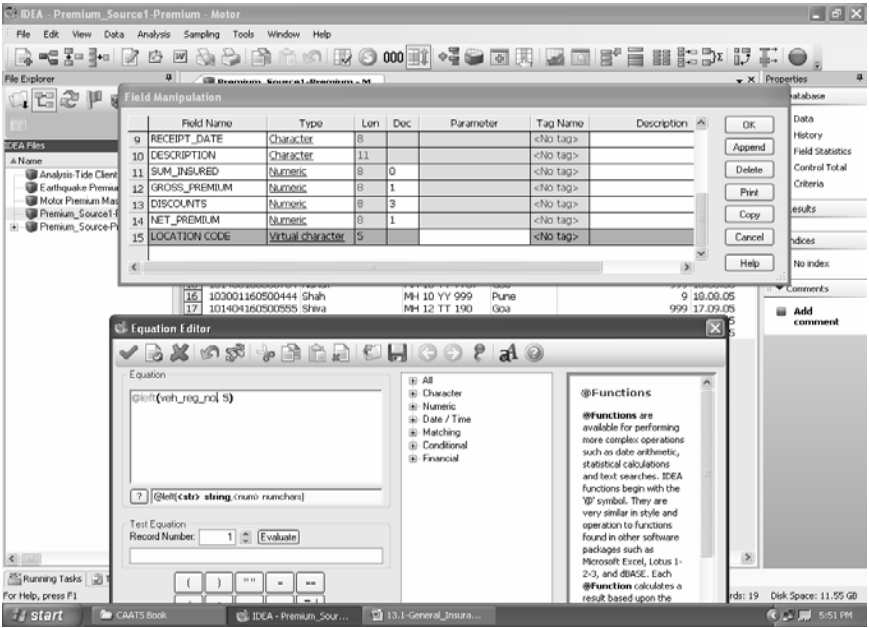 IDEA - Premium_Source1-Premium - Motor
File Edit View Data Analysis Sampling Tools Window Help
000
File Explorer
Premium_Source1-Premium - M...
Properties
Field Manipulation
Field Name Type Len Dec Parameter Tag Name Description
9 RECEIPT_DATE Character 8 <No tag>
10 DESCRIPTION Character 11 <No tag>
11 SUM_INSURED Numeric 8 0 <No tag>
12 GROSS_PREMIUM Numeric 8 1 <No tag>
13 DISCOUNTS Numeric 8 3 <No tag>
14 NET_PREMIUM Numeric 8 1 <No tag>
15 LOCATION CODE Virtual character 5 <No tag>
OK
Append
Delete
Print
Copy
Cancel
Help
IDEA Files
Name
Analysis-Tide Client
Earthquake Premiu
Motor Premium Mas
Premium_Source1-F
Premium_Source-Pr
atabase
Data
History
Field Statistics
Control Total
Criteria
esults
ndices
No index
Comments
Add
comment
16 103001160500444 Shah MH 10 YY 999 Pune 9 18.08.05
17 101404160500555 Shiva MH 12 TT 190 Goa 999 17.09.05
Equation Editor
Equation
@left(veh_reg_no, 5)
? @left(<str> string,<num> numchars)
Test Equation
Record Number: 1 Evaluate
( ) "" = ==
All
Character
Numeric
Date / Time
Matching
Conditional
Financial
@Functions
@Functions are
available for performing
more complex operations
such as date arithmetic,
statistical calculations
and text searches. IDEA
functions begin with the
'@' symbol. They are
very similar in style and
operation to functions
found in other software
packages such as
Microsoft Excel, Lotus 1-
2-3, and dBASE. Each
@Function calculates a
result based upon the
Running Tasks
For Help, press F1
rds: 19 Disk Space: 11.55 GB
start CAATS Book IDEA - Premium_Sour... 13.1-General_Insura... 5:51 PM